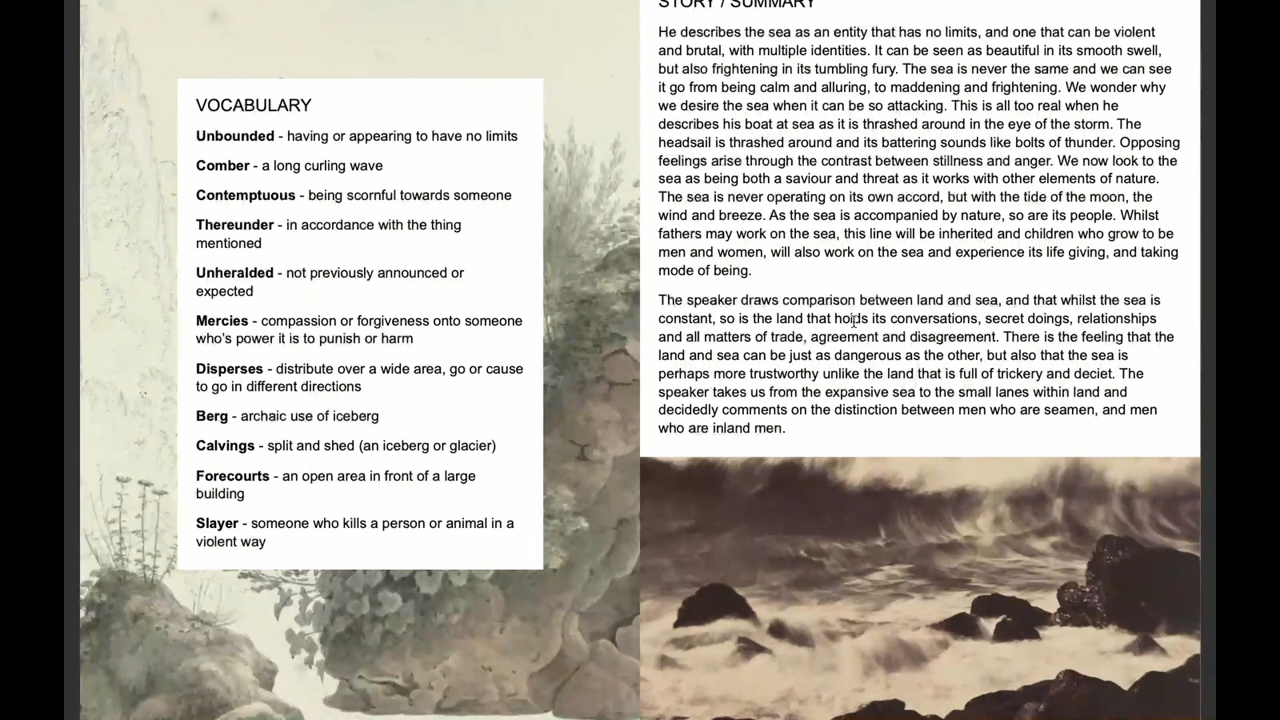 VOCABULARY
Unbounded - having or appearing to have no limits
Comber - a long curling wave
Contemptuous - being scornful towards someone
Thereunder - in accordance with the thing
mentioned
Unheralded - not previously announced or
expected
Mercies - compassion or forgiveness onto someone
who's power it is to punish or harm
Disperses - distribute over a wide area, go or cause
to go in different directions
Berg - archaic use of iceberg
Calvings - split and shed (an iceberg or glacier)
Forecourts - an open area in front of a large
building
Slayer - someone who kills a person or animal in a
violent way
STORY / SUMMARY
He describes the sea as an entity that has no limits, and one that can be violent
and brutal, with multiple identities. It can be seen as beautiful in its smooth swell,
but also frightening in its tumbling fury. The sea is never the same and we can see
it go from being calm and alluring, to maddening and frightening. We wonder why
we desire the sea when it can be so attacking. This is all too real when he
describes his boat at sea as it is thrashed around in the eye of the storm. The
headsail is thrashed around and its battering sounds like bolts of thunder. Opposing
feelings arise through the contrast between stillness and anger. We now look to the
sea as being both a saviour and threat as it works with other elements of nature.
The sea is never operating on its own accord, but with the tide of the moon, the
wind and breeze. As the sea is accompanied by nature, so are its people. Whilst
fathers may work on the sea, this line will be inherited and children who grow to be
men and women, will also work on the sea and experience its life giving, and taking
mode of being.
The speaker draws comparison between land and sea, and that whilst the sea is
constant, so is the land that holds its conversations, secret doings, relationships
and all matters of trade, agreement and disagreement. There is the feeling that the
land and sea can be just as dangerous as the other, but also that the sea is
perhaps more trustworthy unlike the land that is full of trickery and deciet. The
speaker takes us from the expansive sea to the small lanes within land and
decidedly comments on the distinction between men who are seamen, and men
who are inland men.